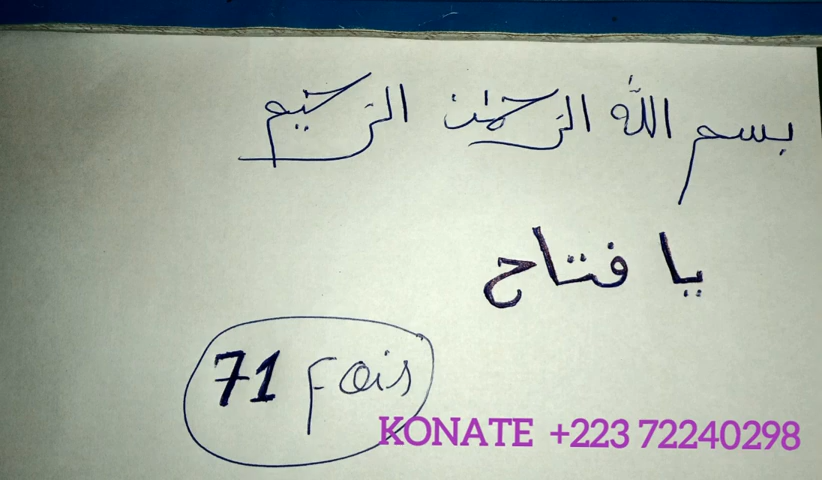 بسم الله الرحمن الرحيم
يا فتاح
71 fois
KONATE +223 72240298